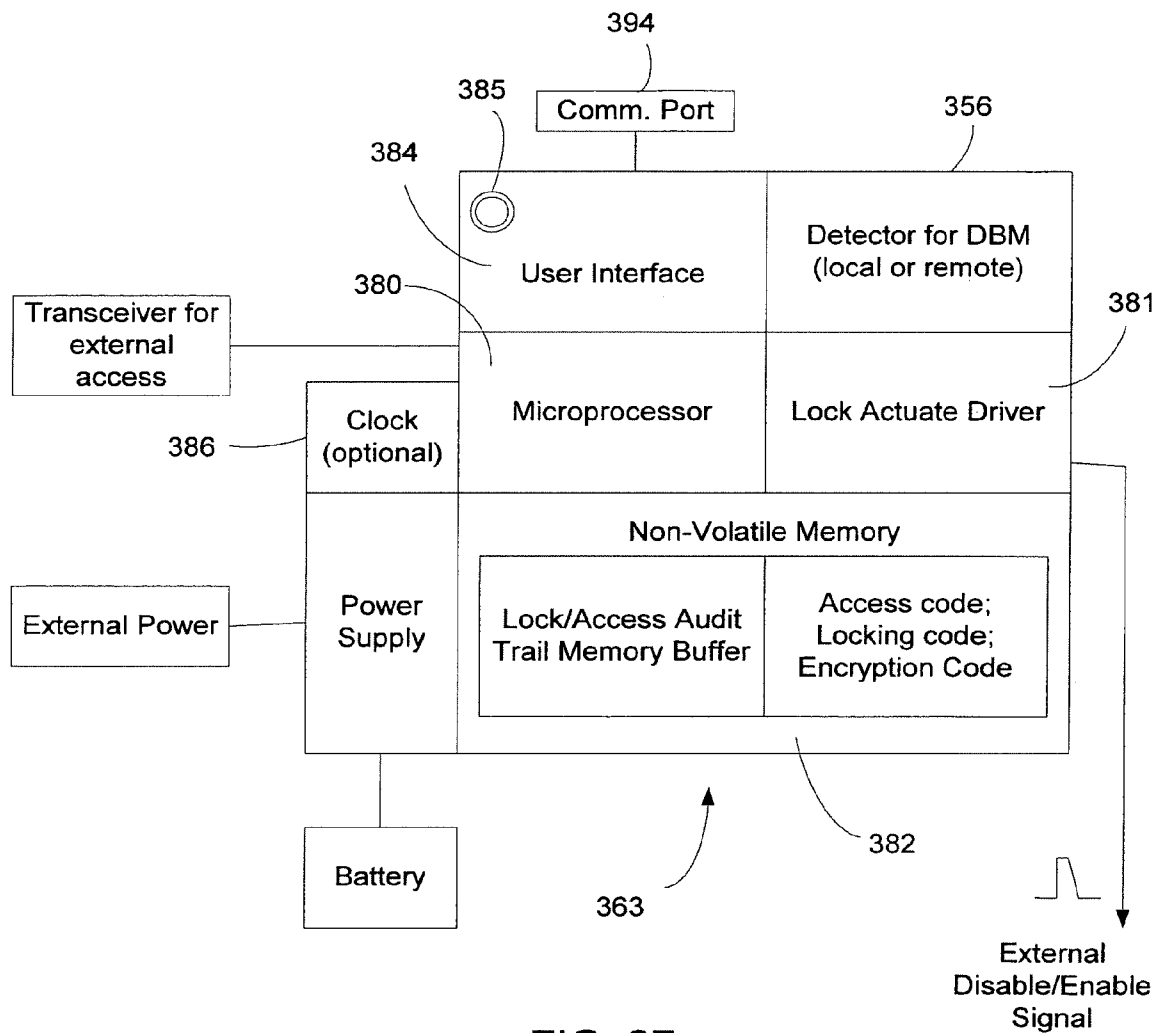 394
385
Comm. Port
356
384
Detector for DBM
(local or remote)
User Interface
380
381
Transceiver for
external
access
Microprocessor
Lock Actuate Driver
Clock
(optional)
386
Non-Volatile Memory
External Power
Power
Supply
Lock/Access Audit
Trail Memory Buffer
Access code;
Locking code;
Encryption Code
382
Battery
363
External
Disable/Enable
Signal